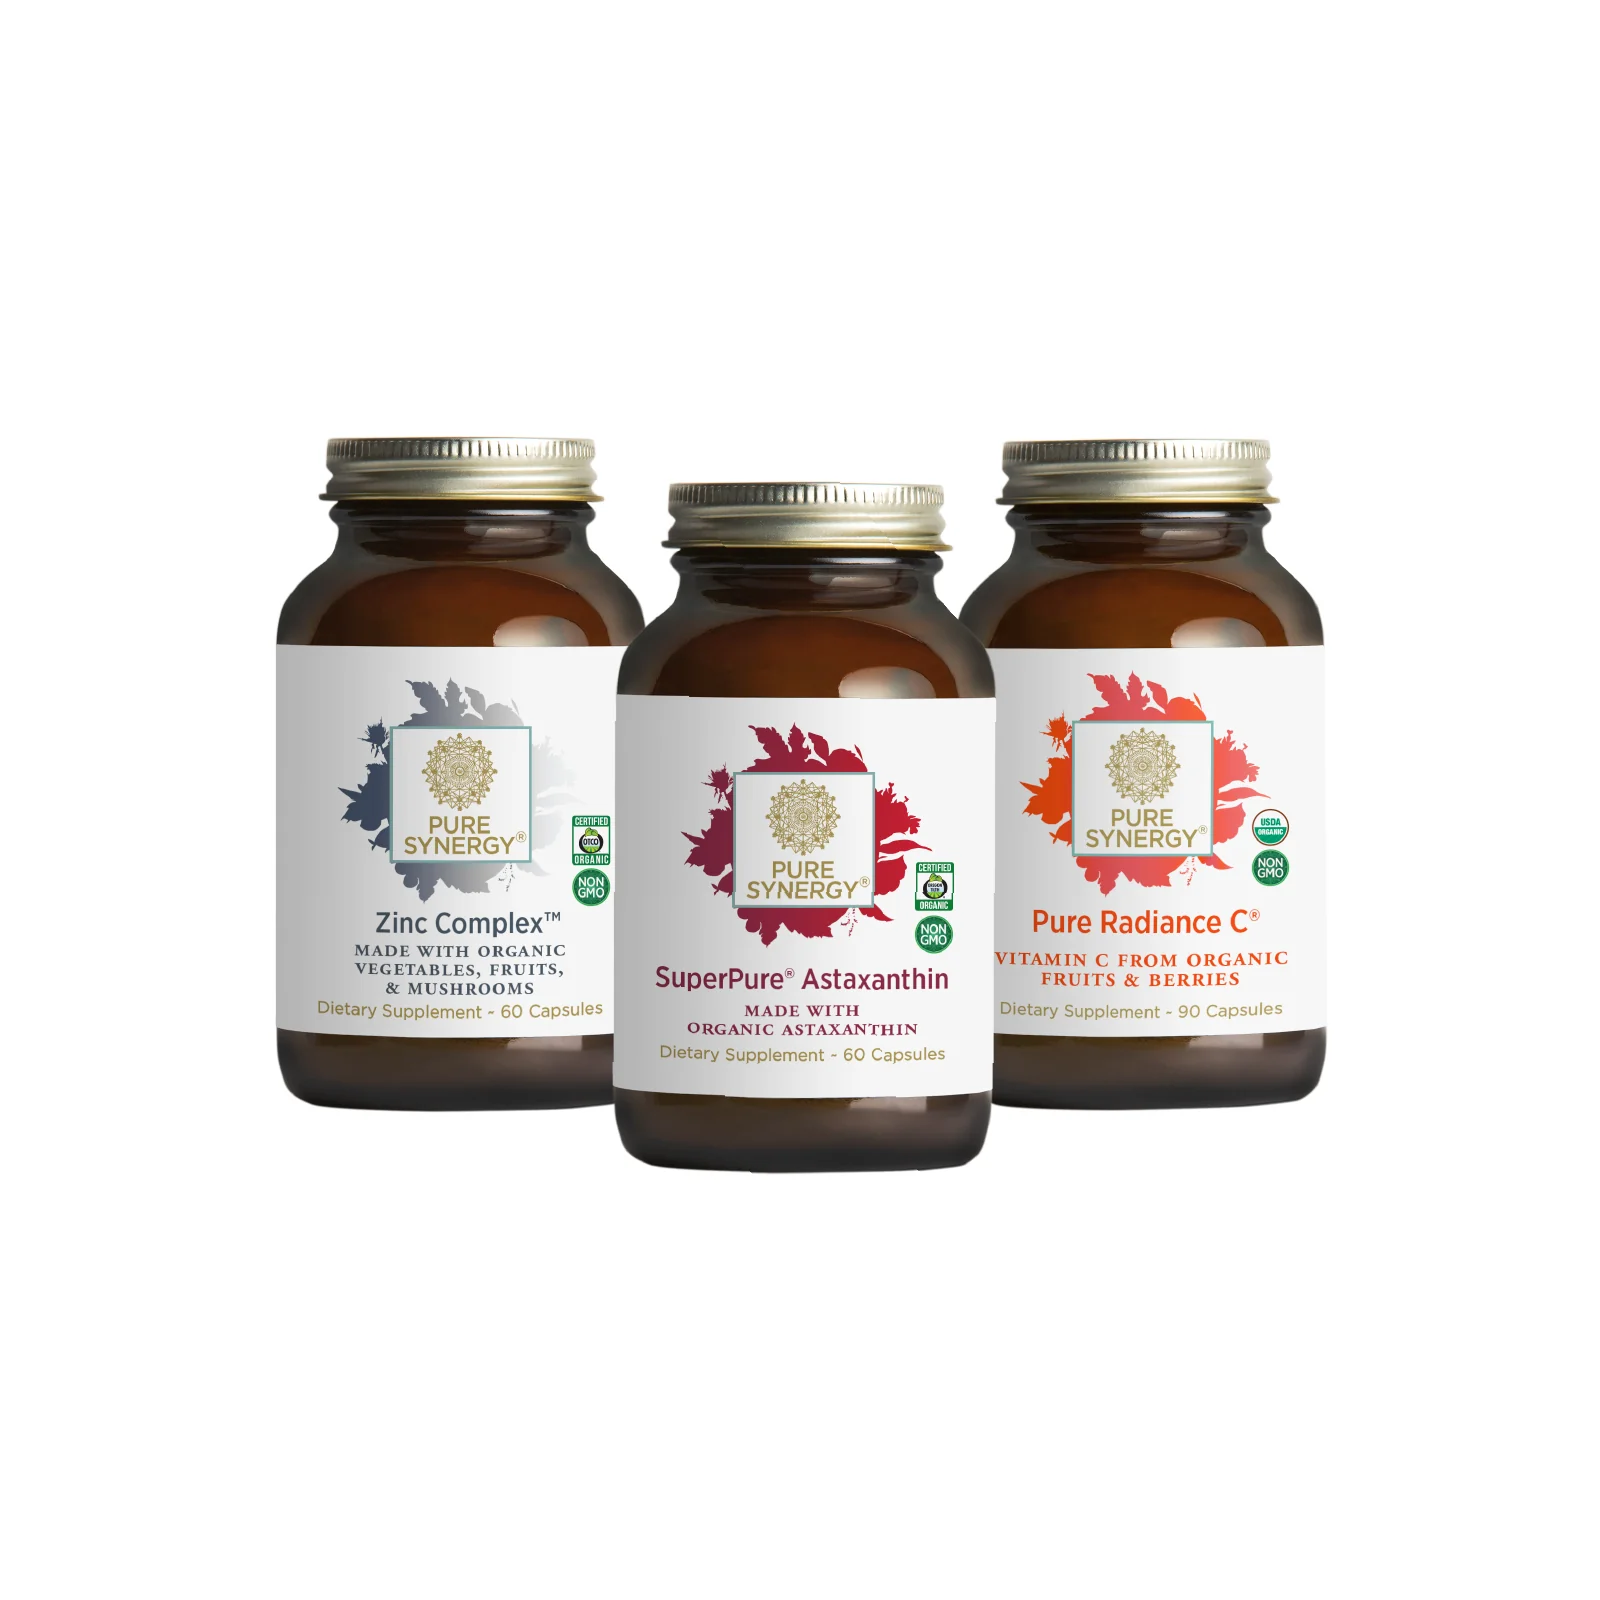 PURE
SYNERGY®
CERTIFIED
OTCO
ORGANIC
NON
GMO
Zinc Complex™
MADE WITH ORGANIC
VEGETABLES, FRUITS,
& MUSHROOMS
Dietary Supplement ~ 60 Capsules
PURE
SYNERGY®
CERTIFIED
OREGON
TILTH
ORGANIC
NON
GMO
SuperPure® Astaxanthin
MADE WITH
ORGANIC ASTAXANTHIN
Dietary Supplement ~ 60 Capsules
PURE
SYNERGY®
USDA
ORGANIC
NON
GMO
Pure Radiance C®
VITAMIN C FROM ORGANIC
FRUITS & BERRIES
Dietary Supplement ~ 90 Capsules